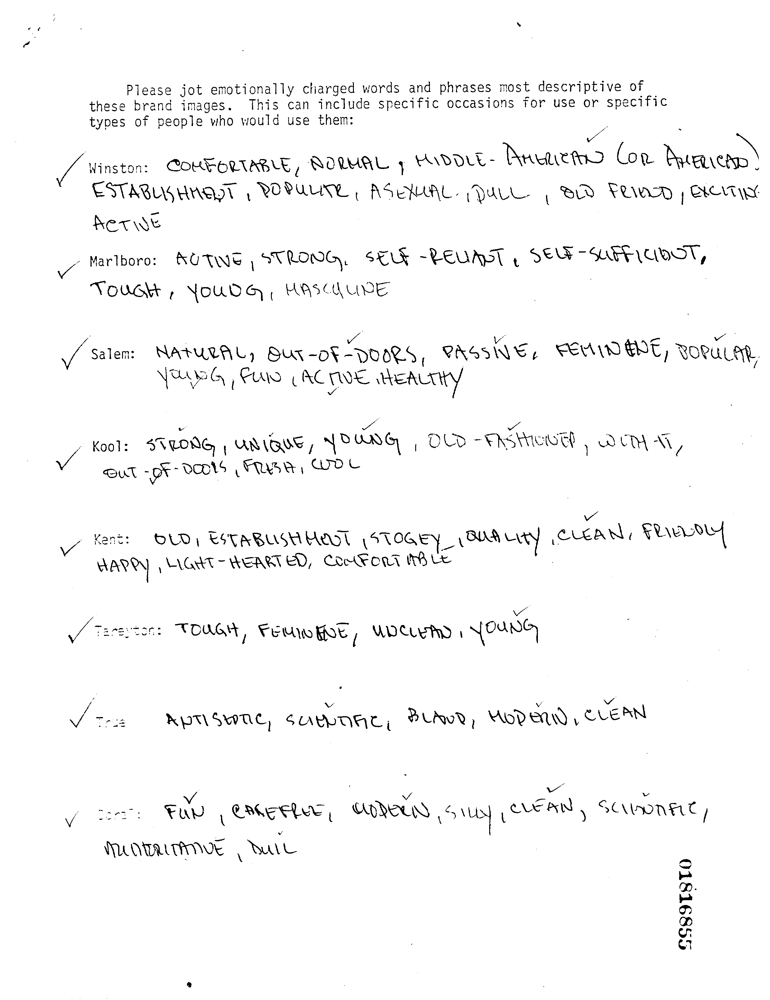 Please jot emotionally charged words and phrases most descriptive of
these brand images. This can include specific occasions for use or specific
types of people who would use them:
Winston: COMFORTABLE, NORMAL, MIDDLE-AMERICAN (OR AMERICAN)
ESTABLISHMENT, POPULAR, ASEXUAL, DULL, OLD FRIEND, EXCITING
ACTIVE
Marlboro: ACTIVE, STRONG, SELF-RELIANT, SELF-SUFFICIENT,
TOUGH, YOUNG, MASCULINE
Salem: NATURAL, OUT-OF-DOORS, PASSIVE, FEMININE, POPULAR,
YOUNG, FUN, ACTIVE, HEALTHY
Kool: STRONG, UNIQUE, YOUNG, OLD-FASHIONED, WITH-IT,
OUT-OF-DOORS, FRESH, COOL
Kent: OLD, ESTABLISHMENT, STOGEY, QUALITY, CLEAN, FRIENDLY
HAPPY, LIGHT-HEARTED, COMFORTABLE
Tareyton: TOUGH, FEMININE, UNCLEAN, YOUNG
True ANTISEPTIC, SCIENTIFIC, BLAND, MODERN, CLEAN
FUN, CAREFREE, MODERN, SILLY, CLEAN, SCIENTIFIC,
AUTHORITATIVE, DULL
01816855